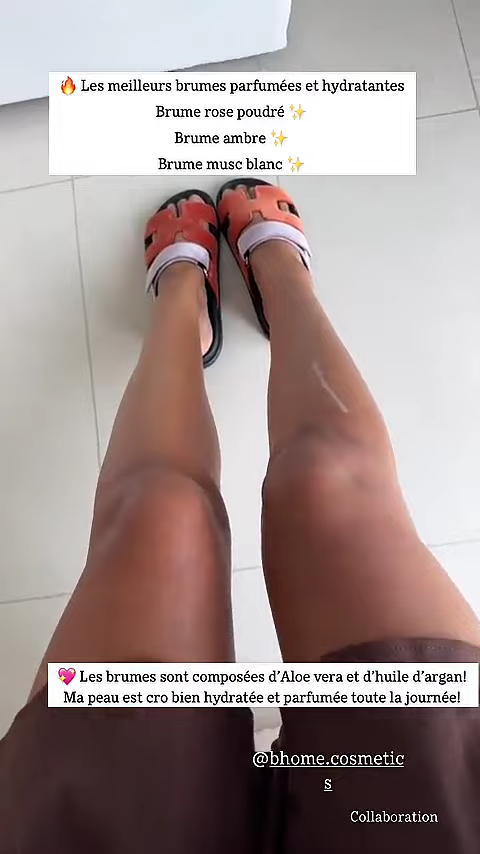 🔥 Les meilleurs brumes parfumées et hydratantes
Brume rose poudré ✨
Brume ambre ✨
Brume musc blanc ✨
💖 Les brumes sont composées d’Aloe vera et d’huile d’argan!
Ma peau est cro bien hydratée et parfumée toute la journée!
@bhome.cosmetic
s
Collaboration